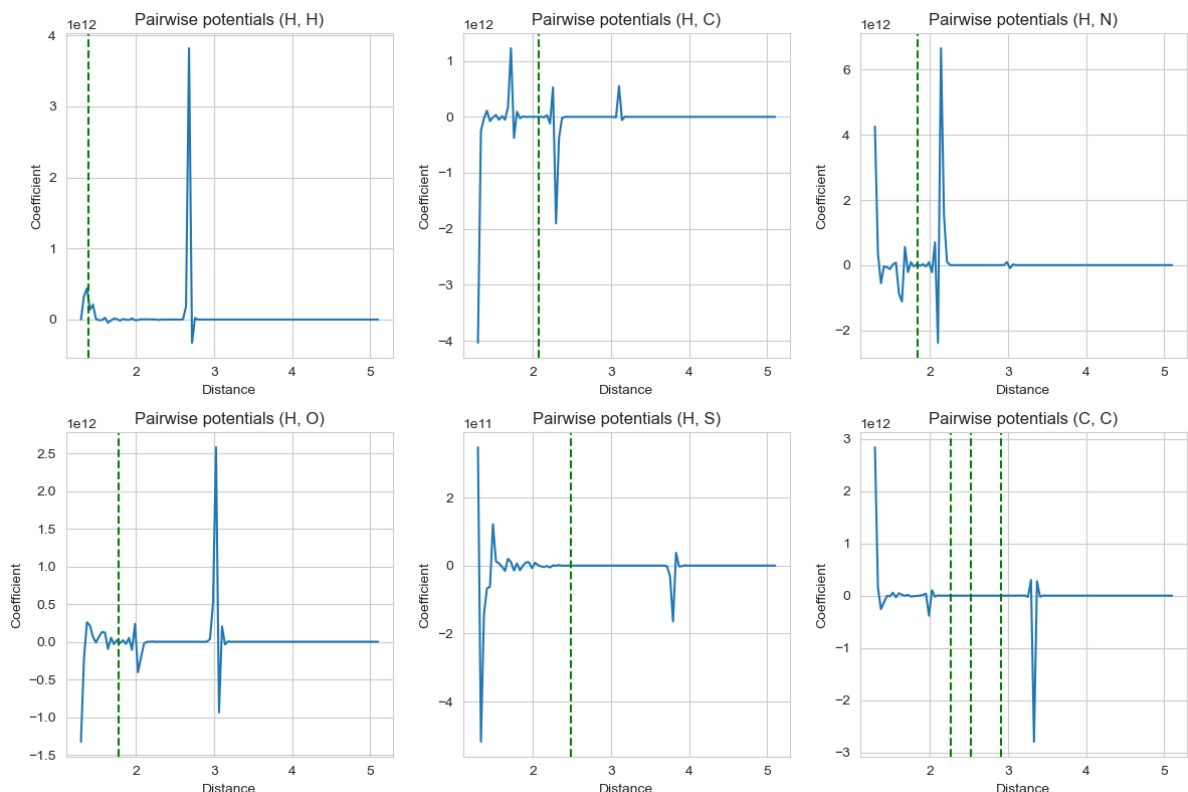 Pairwise potentials (H, H)
1e12
4
3
2
1
0
Coefficient
2
3
4
5
Distance
Pairwise potentials (H, C)
1e12
1
0
−1
−2
−3
−4
Coefficient
2
3
4
5
Distance
Pairwise potentials (H, N)
1e12
6
4
2
0
−2
Coefficient
2
3
4
5
Distance
Pairwise potentials (H, O)
1e12
2.5
2.0
1.5
1.0
0.5
0.0
−0.5
−1.0
−1.5
Coefficient
2
3
4
5
Distance
Pairwise potentials (H, S)
1e11
2
0
−2
−4
Coefficient
2
3
4
5
Distance
Pairwise potentials (C, C)
1e12
3
2
1
0
−1
−2
−3
Coefficient
2
3
4
5
Distance